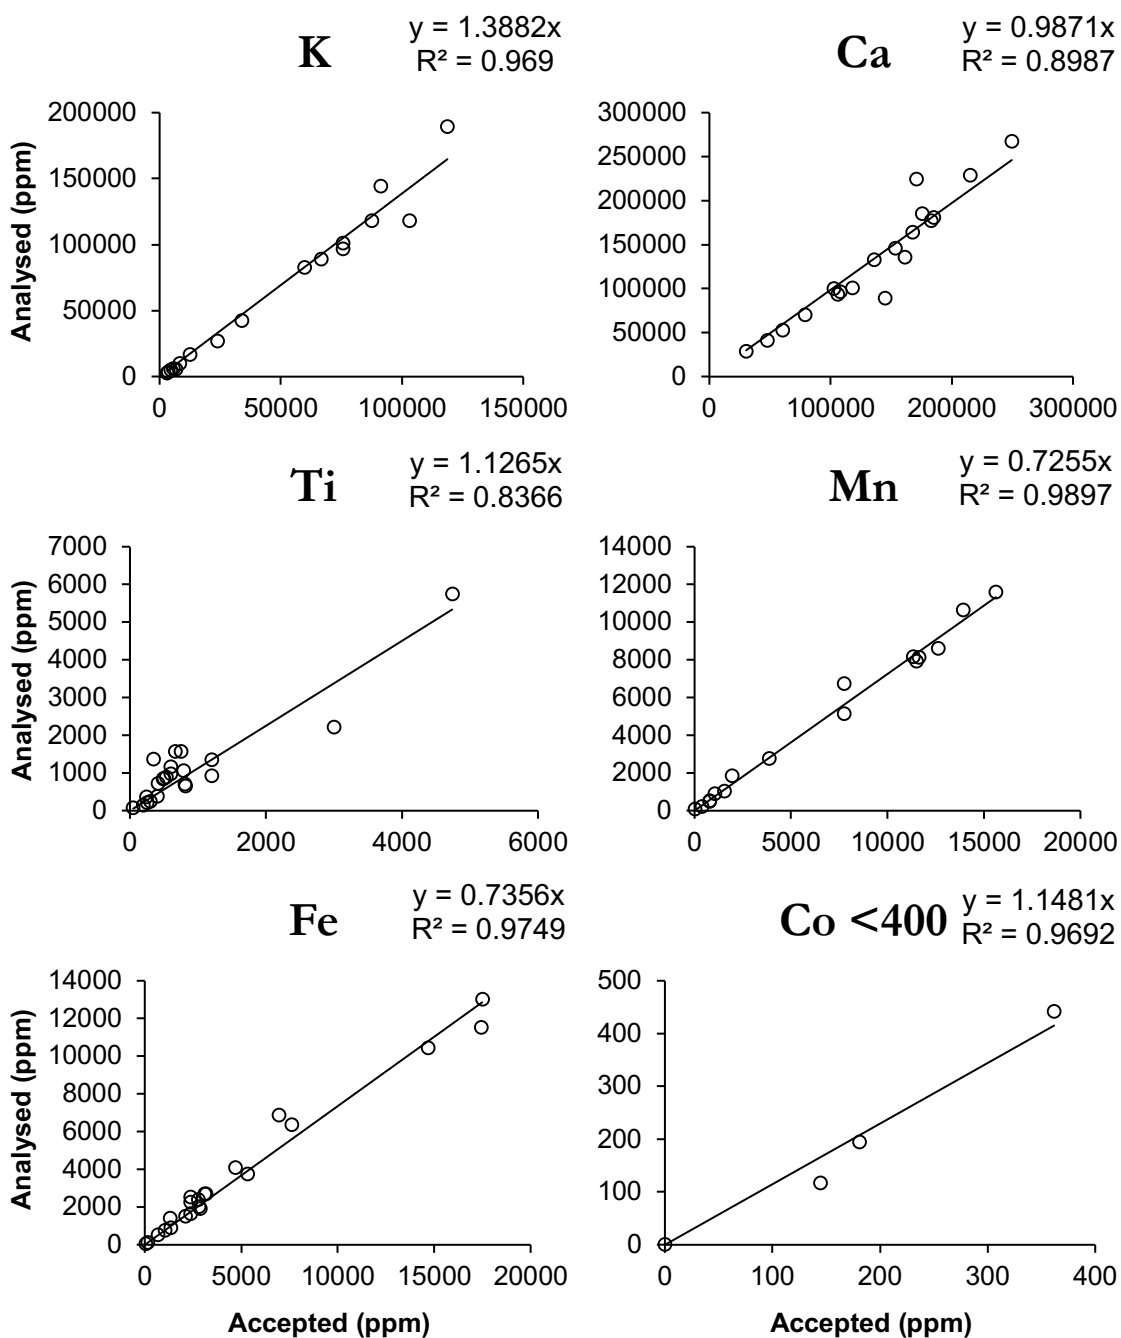 K
y = 1.3882x
R² = 0.969
Analysed (ppm)
200000
150000
100000
50000
0
0 50000 100000 150000
Ca
y = 0.9871x
R² = 0.8987
300000
250000
200000
150000
100000
50000
0
0 100000 200000 300000
Ti
y = 1.1265x
R² = 0.8366
Analysed (ppm)
7000
6000
5000
4000
3000
2000
1000
0
0 2000 4000 6000
Mn
y = 0.7255x
R² = 0.9897
14000
12000
10000
8000
6000
4000
2000
0
0 5000 10000 15000 20000
Fe
y = 0.7356x
R² = 0.9749
Analysed (ppm)
14000
12000
10000
8000
6000
4000
2000
0
0 5000 10000 15000 20000
Accepted (ppm)
Co <400
y = 1.1481x
R² = 0.9692
500
400
300
200
100
0
0 100 200 300 400
Accepted (ppm)